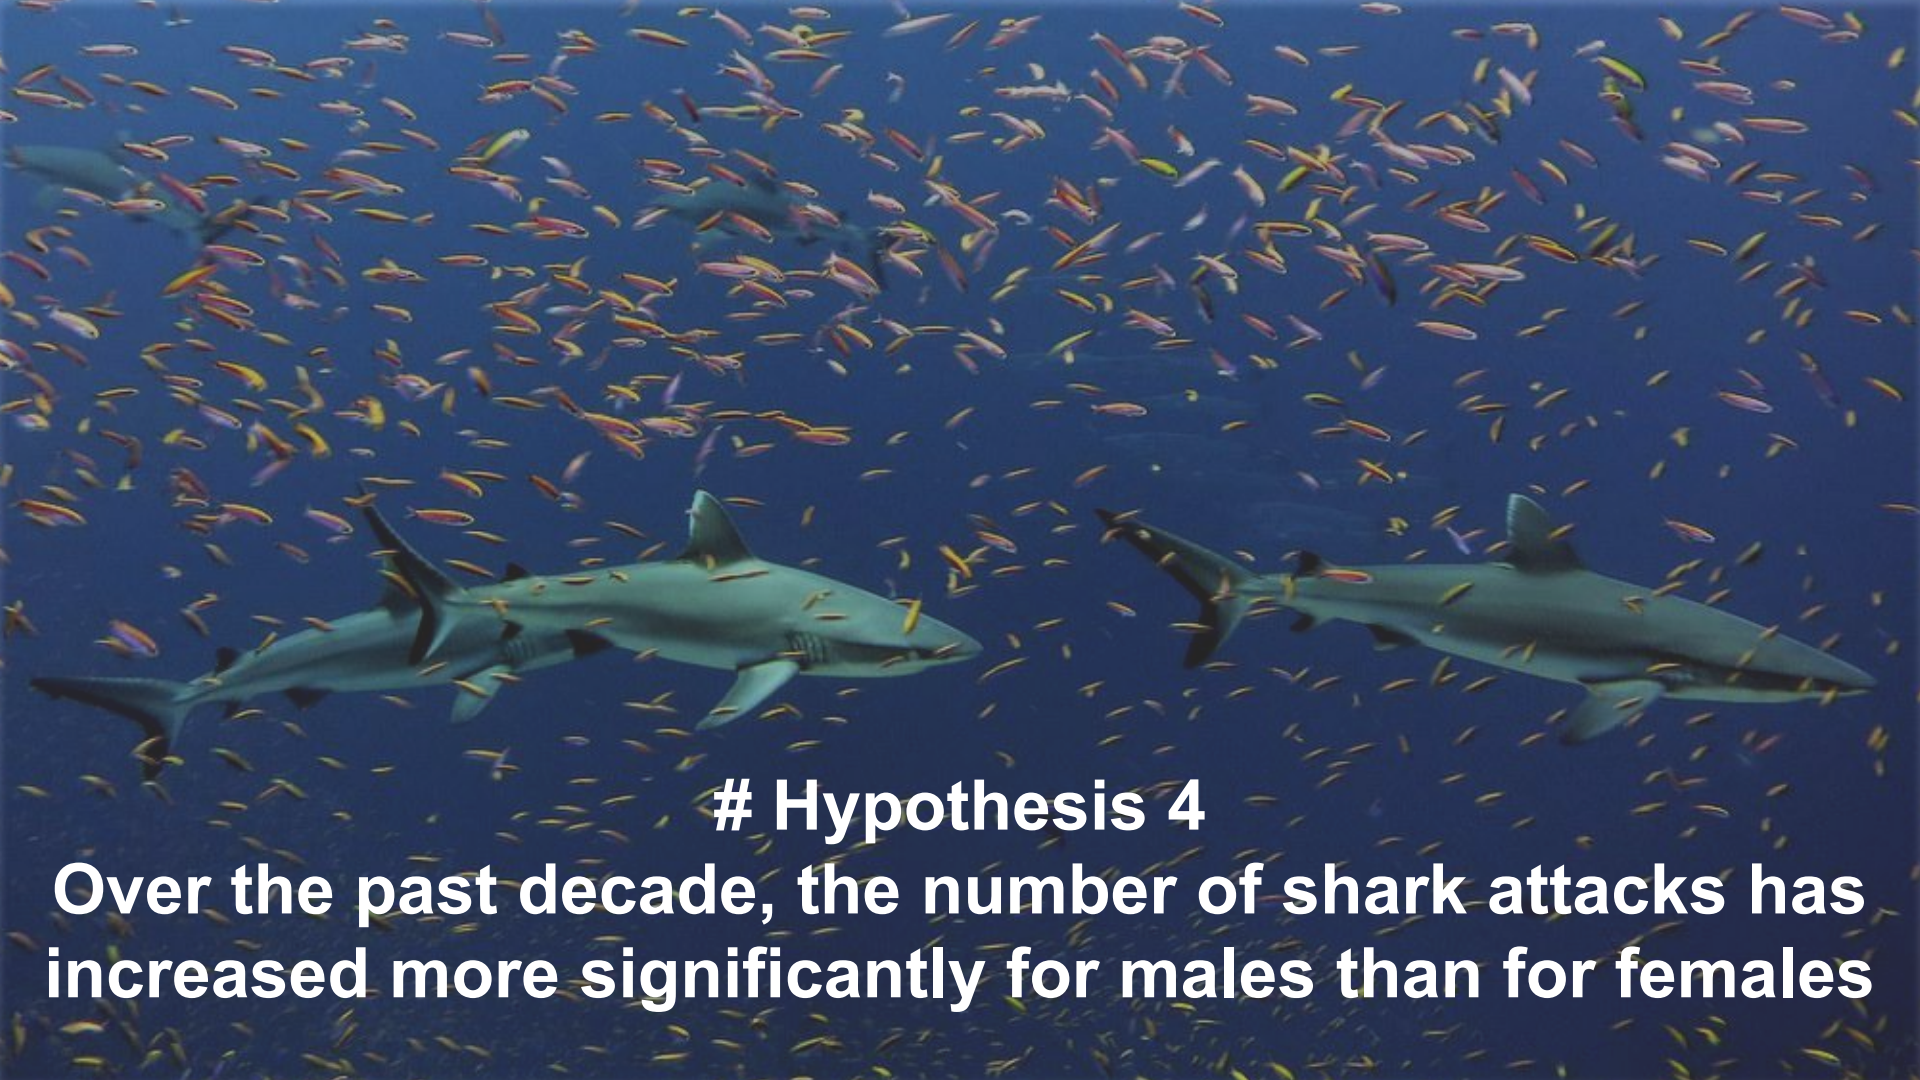 # Hypothesis 4
Over the past decade, the number of shark attacks has
increased more significantly for males than for females